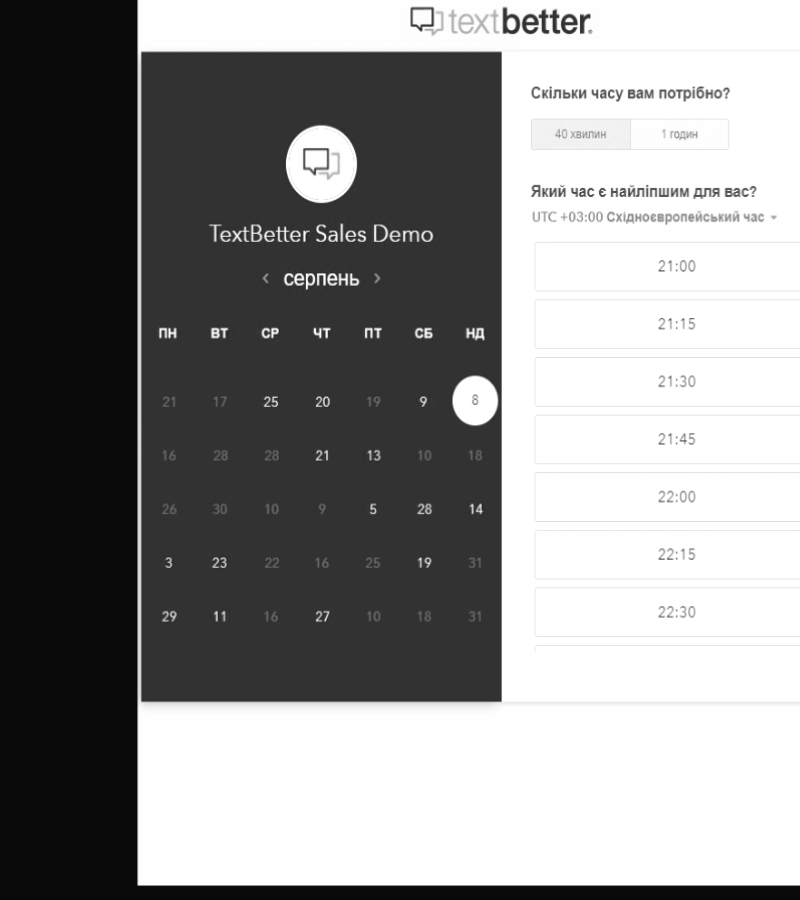 textbetter.
TextBetter Sales Demo
< серпень >
ПН ВТ СР ЧТ ПТ СБ НД
21 17 25 20 19 9 8
16 28 28 21 13 10 18
26 30 10 9 5 28 14
3 23 22 16 25 19 31
29 11 16 27 10 18 31
Скільки часу вам потрібно?
40 хвилин 1 годин
Який час є найліпшим для вас?
UTC +03:00 Східноєвропейський час
21:00
21:15
21:30
21:45
22:00
22:15
22:30